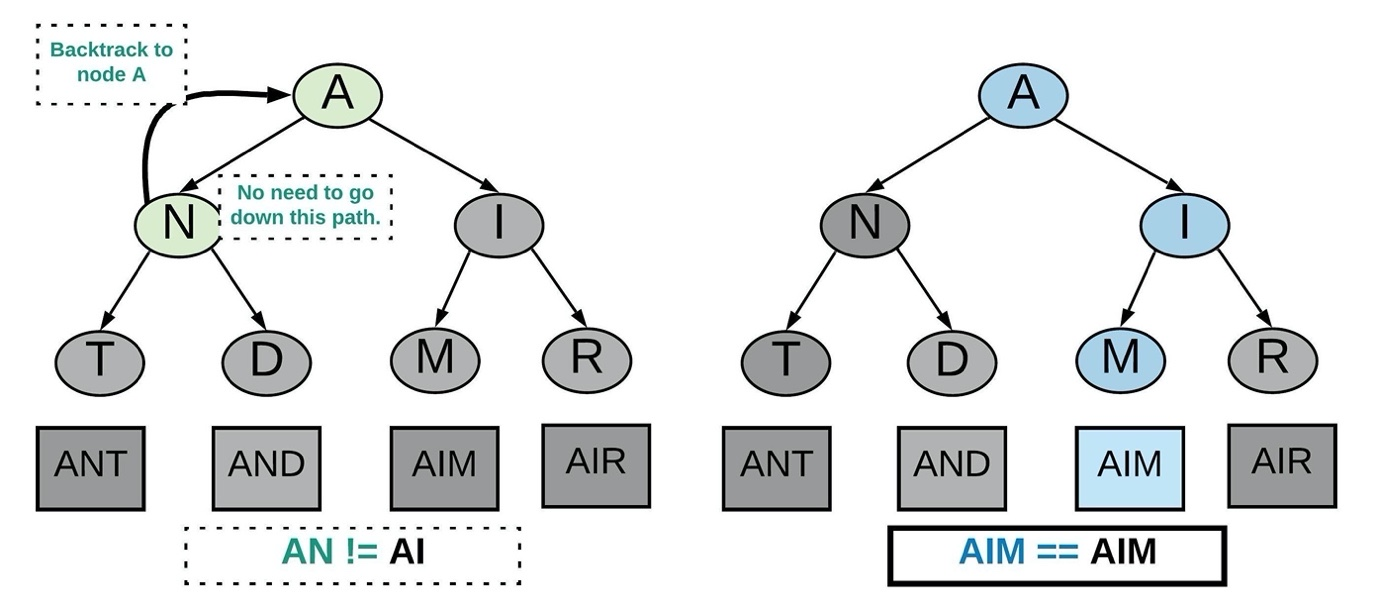 Backtrack to
node A
A
N
No need to go
down this path.
I
T
D
M
R
ANT
AND
AIM
AIR
AN != AI
A
N
I
T
D
M
R
ANT
AND
AIM
AIR
AIM == AIM